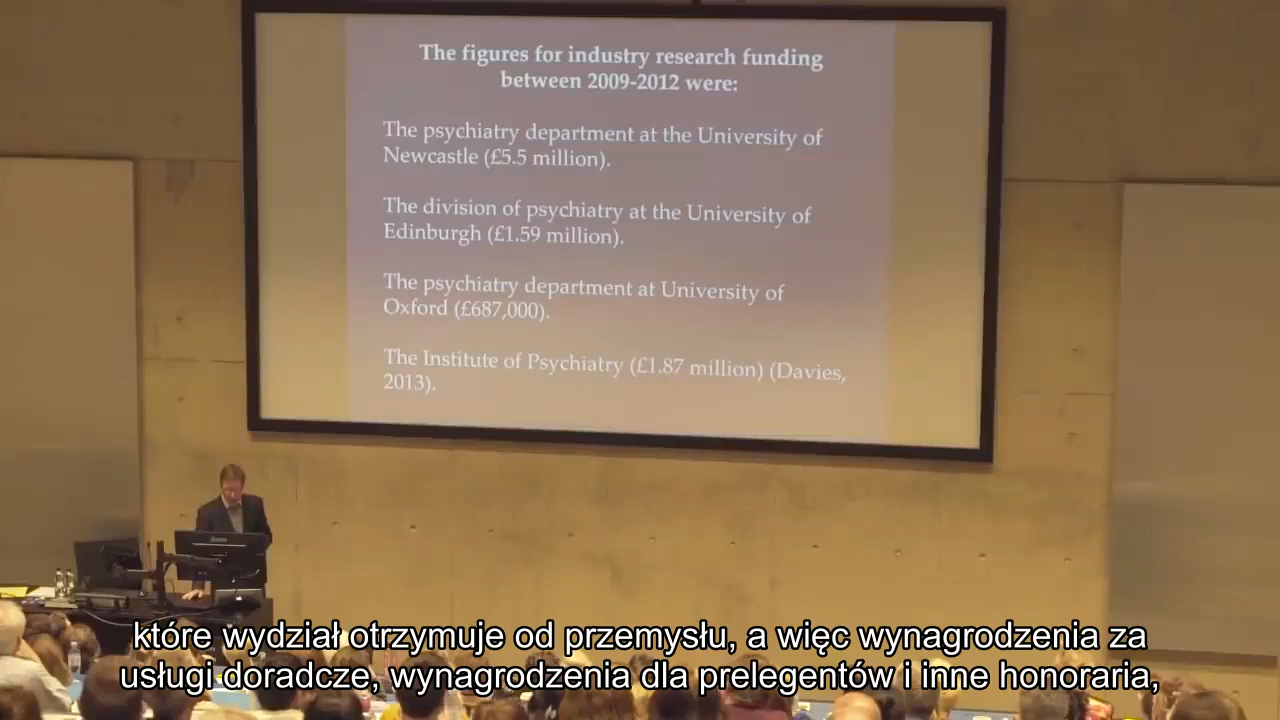 The figures for industry research funding
between 2009-2012 were:
The psychiatry department at the University of
Newcastle (£5.5 million).
The division of psychiatry at the University of
Edinburgh (£1.59 million).
The psychiatry department at University of
Oxford (£687,000).
The Institute of Psychiatry (£1.87 million) (Davies,
2013).
które wydział otrzymuje od przemysłu, a więc wynagrodzenia za
usługi doradcze, wynagrodzenia dla prelegentów i inne honoraria,